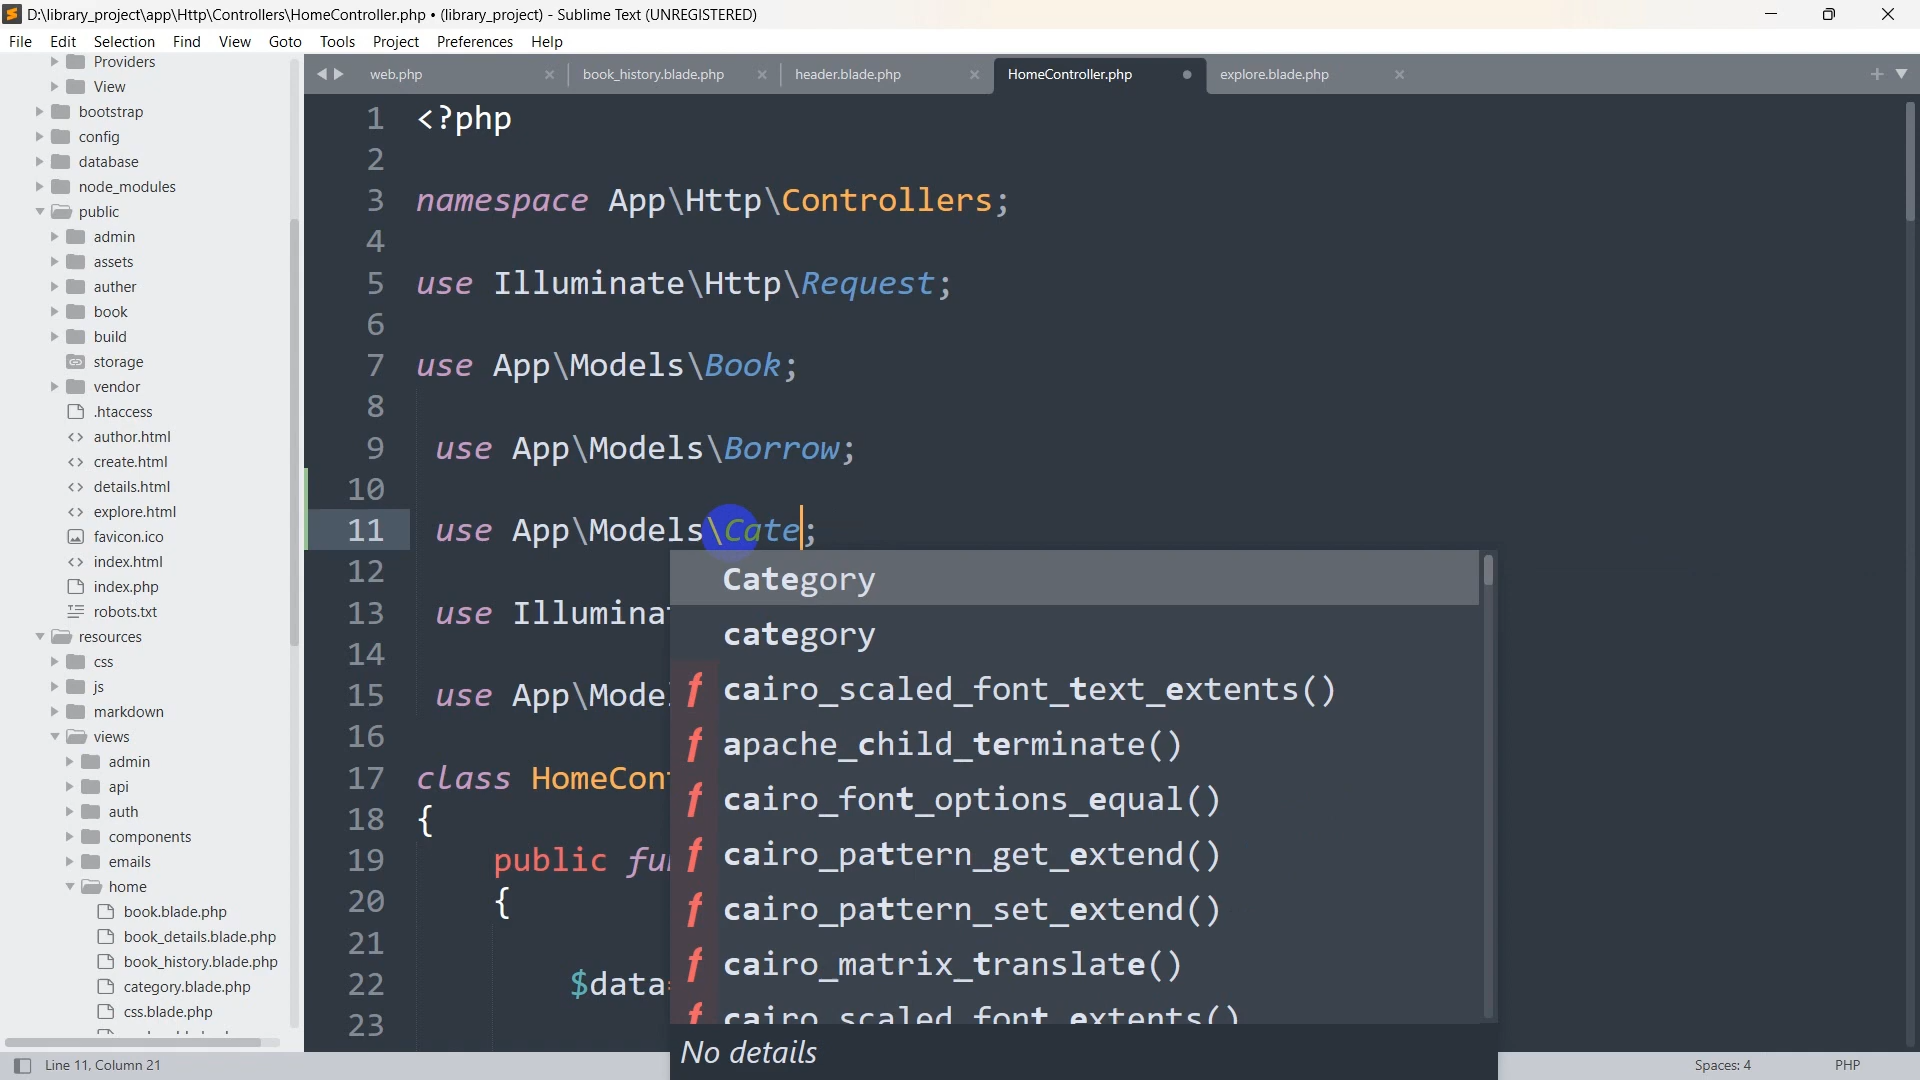 D:\library_project\app\Http\Controllers\HomeController.php • (library_project) - Sublime Text (UNREGISTERED)
File Edit Selection Find View Goto Tools Project Preferences Help
Providers
View
bootstrap
config
database
node_modules
public
admin
assets
auther
book
build
storage
vendor
.htaccess
author.html
create.html
details.html
explore.html
favicon.ico
index.html
index.php
robots.txt
resources
css
js
markdown
views
admin
api
auth
components
emails
home
book.blade.php
book_details.blade.php
book_history.blade.php
category.blade.php
css.blade.php
web.php book_history.blade.php header.blade.php HomeController.php explore.blade.php
1 <?php
2
3 namespace App\Http\Controllers;
4
5 use Illuminate\Http\Request;
6
7 use App\Models\Book;
8
9 use App\Models\Borrow;
10
11 use App\Models\Cate;
12
13 use Illumina
14
15 use App\Mode
16
17 class HomeCon
18 {
19 public fu
20 {
21
22 $data
23
Category
category
f cairo_scaled_font_text_extents()
f apache_child_terminate()
f cairo_font_options_equal()
f cairo_pattern_get_extend()
f cairo_pattern_set_extend()
f cairo_matrix_translate()
f cairo_scaled_font_extents()
No details
Line 11, Column 21 Spaces: 4 PHP